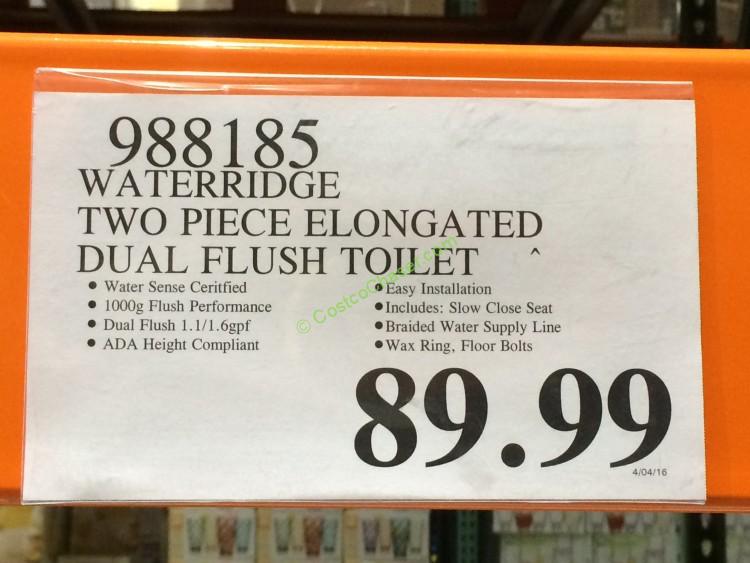 988185
WATERRIDGE
TWO PIECE ELONGATED
DUAL FLUSH TOILET ^
• Water Sense Ceritfied
• 1000g Flush Performance
• Dual Flush 1.1/1.6gpf
• ADA Height Compliant
• Easy Installation
• Includes: Slow Close Seat
• Braided Water Supply Line
• Wax Ring, Floor Bolts
© CostcoChaser.com
89.99
4/04/16